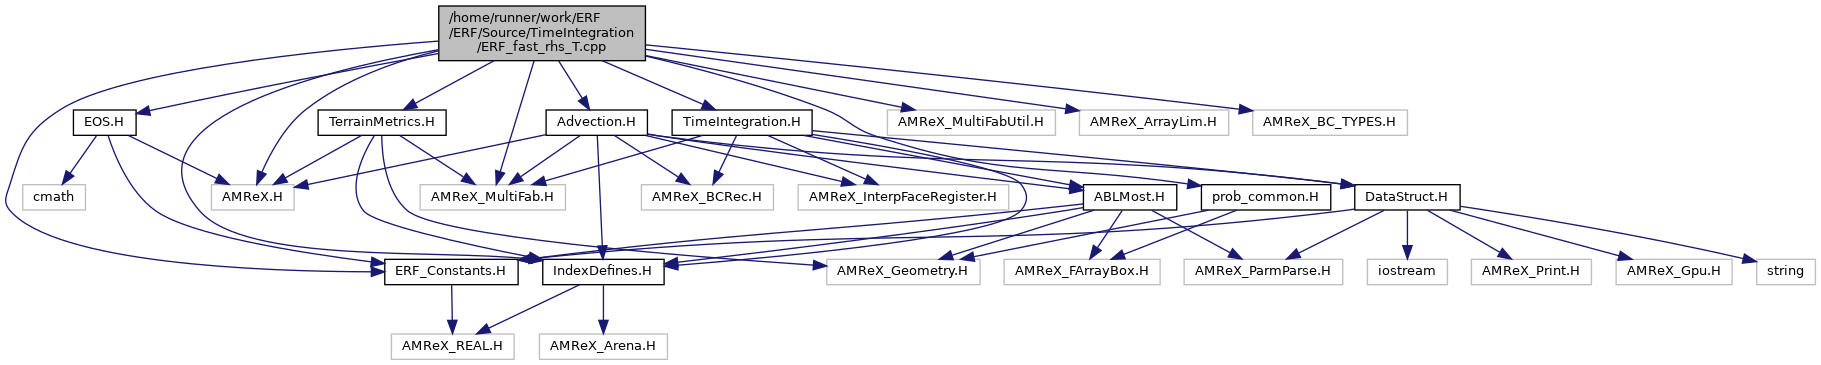 /home/runner/work/ERF
/ERF/Source/TimeIntegration
/ERF_fast_rhs_T.cpp
EOS.H
TerrainMetrics.H
Advection.H
TimeIntegration.H
AMReX_MultiFabUtil.H
AMReX_ArrayLim.H
AMReX_BC_TYPES.H
cmath
AMReX.H
AMReX_MultiFab.H
AMReX_BCRec.H
AMReX_InterpFaceRegister.H
ABLMost.H
prob_common.H
DataStruct.H
ERF_Constants.H
IndexDefines.H
AMReX_Geometry.H
AMReX_FArrayBox.H
AMReX_ParmParse.H
iostream
AMReX_Print.H
AMReX_Gpu.H
string
AMReX_REAL.H
AMReX_Arena.H